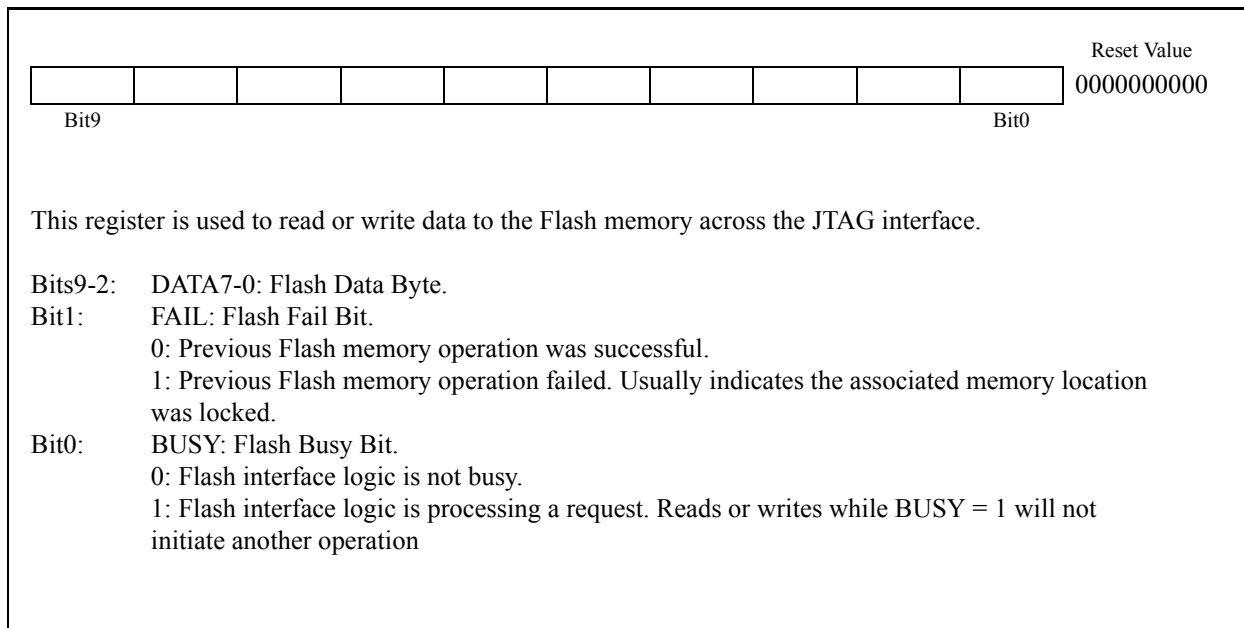 Reset Value
0000000000
Bit9 Bit0
This register is used to read or write data to the Flash memory across the JTAG interface.
Bits9-2: DATA7-0: Flash Data Byte.
Bit1: FAIL: Flash Fail Bit.
0: Previous Flash memory operation was successful.
1: Previous Flash memory operation failed. Usually indicates the associated memory location
was locked.
Bit0: BUSY: Flash Busy Bit.
0: Flash interface logic is not busy.
1: Flash interface logic is processing a request. Reads or writes while BUSY = 1 will not
initiate another operation